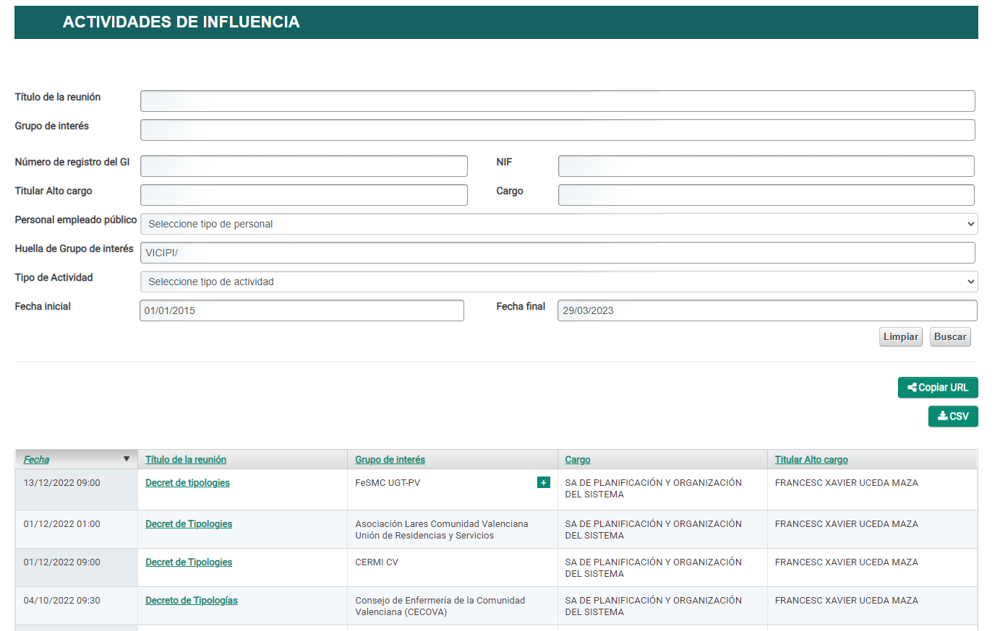 ACTIVIDADES DE INFLUENCIA
Título de la reunión
Grupo de interés
Número de registro del GI
NIF
Titular Alto cargo
Cargo
Personal empleado público
Seleccione tipo de personal
Huella de Grupo de interés
VICIPI/
Tipo de Actividad
Seleccione tipo de actividad
Fecha inicial
01/01/2015
Fecha final
29/03/2023
Limpiar
Buscar
Copiar URL
CSV
Fecha ▼ Título de la reunión Grupo de interés Cargo Titular Alto cargo
13/12/2022 09:00 Decret de tipologies FeSMC UGT-PV + SA DE PLANIFICACIÓN Y ORGANIZACIÓN FRANCESC XAVIER UCEDA MAZA
DEL SISTEMA
01/12/2022 01:00 Decret de Tipologies Asociación Lares Comunidad Valenciana SA DE PLANIFICACIÓN Y ORGANIZACIÓN FRANCESC XAVIER UCEDA MAZA
Unión de Residencias y Servicios DEL SISTEMA
01/12/2022 09:00 Decret de Tipologies CERMI CV SA DE PLANIFICACIÓN Y ORGANIZACIÓN FRANCESC XAVIER UCEDA MAZA
DEL SISTEMA
04/10/2022 09:30 Decreto de Tipologías Consejo de Enfermería de la Comunidad SA DE PLANIFICACIÓN Y ORGANIZACIÓN FRANCESC XAVIER UCEDA MAZA
Valenciana (CECOVA) DEL SISTEMA